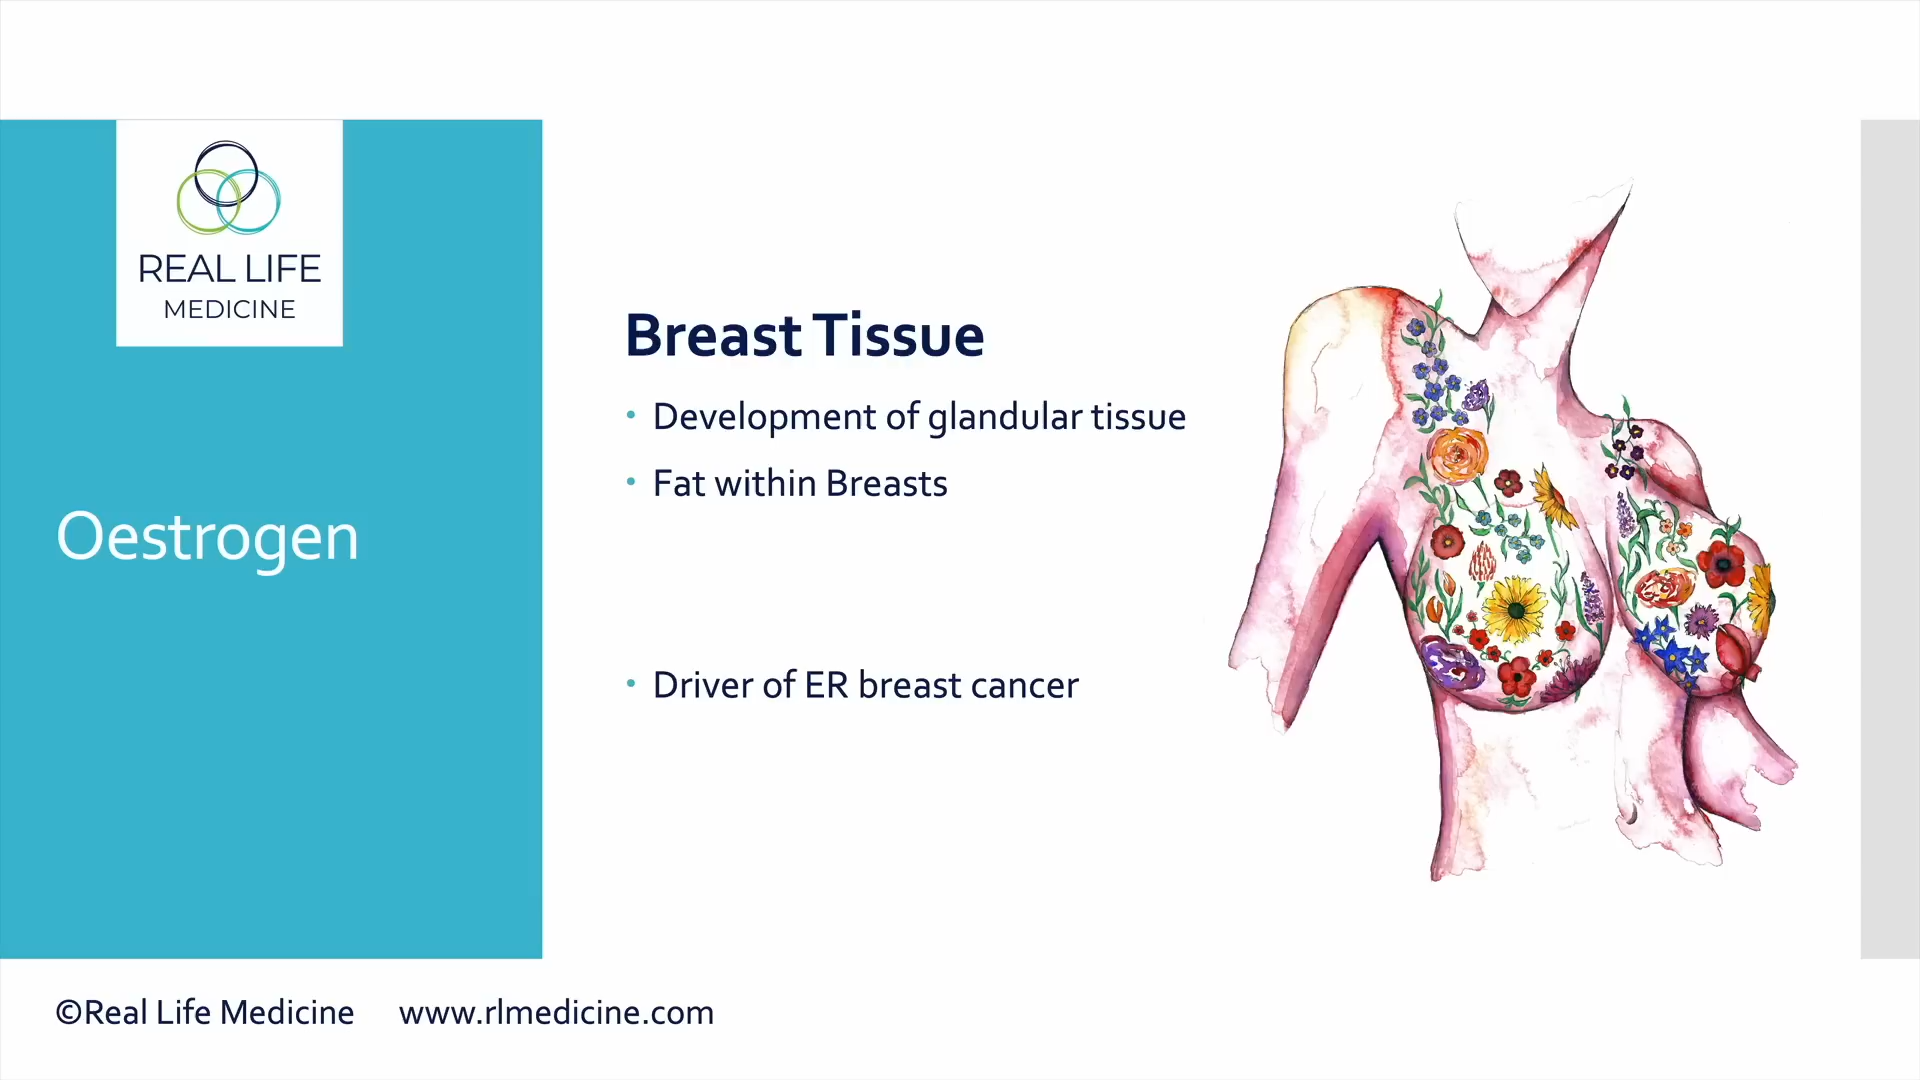 REAL LIFE
MEDICINE
Oestrogen
Breast Tissue
• Development of glandular tissue
• Fat within Breasts
• Driver of ER breast cancer
©Real Life Medicine www.rlmedicine.com